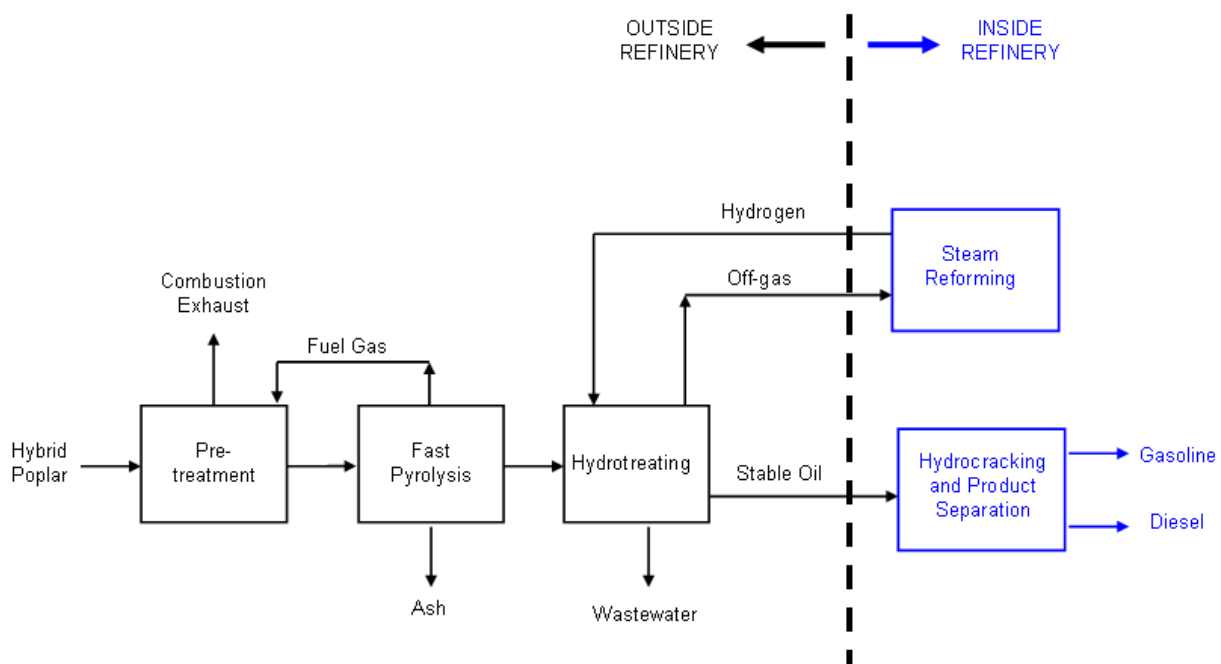 OUTSIDE
REFINERY
INSIDE
REFINERY
Hydrogen
Steam
Reforming
Off-gas
Combustion
Exhaust
Fuel Gas
Hybrid
Poplar
Pre-
treatment
Fast
Pyrolysis
Hydrotreating
Stable Oil
Hydrocracking
and Product
Separation
Gasoline
Diesel
Ash
Wastewater